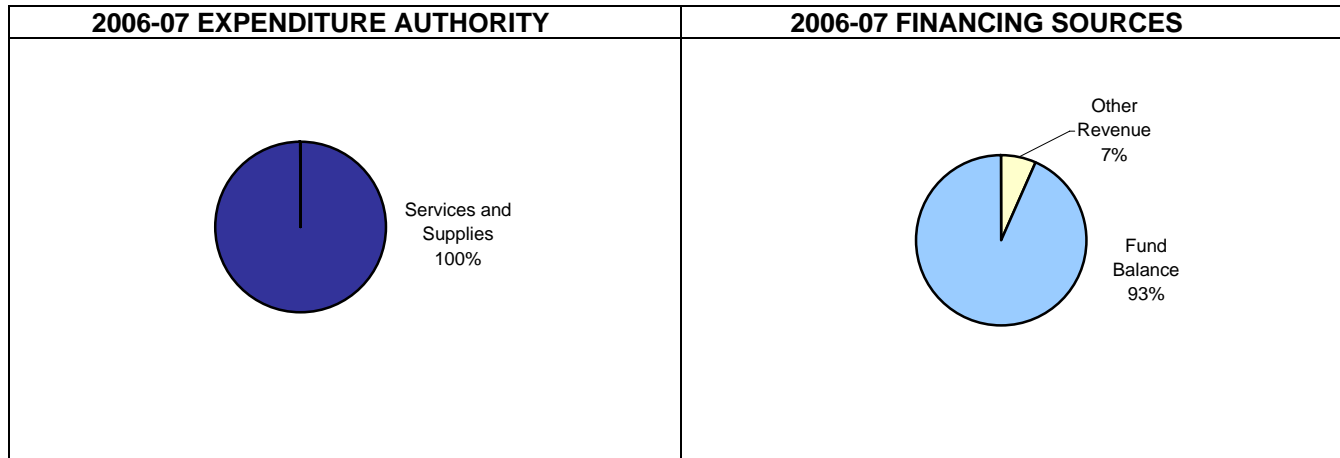 2006-07 EXPENDITURE AUTHORITY
Services and
Supplies
100%
2006-07 FINANCING SOURCES
Other
Revenue
7%
Fund
Balance
93%